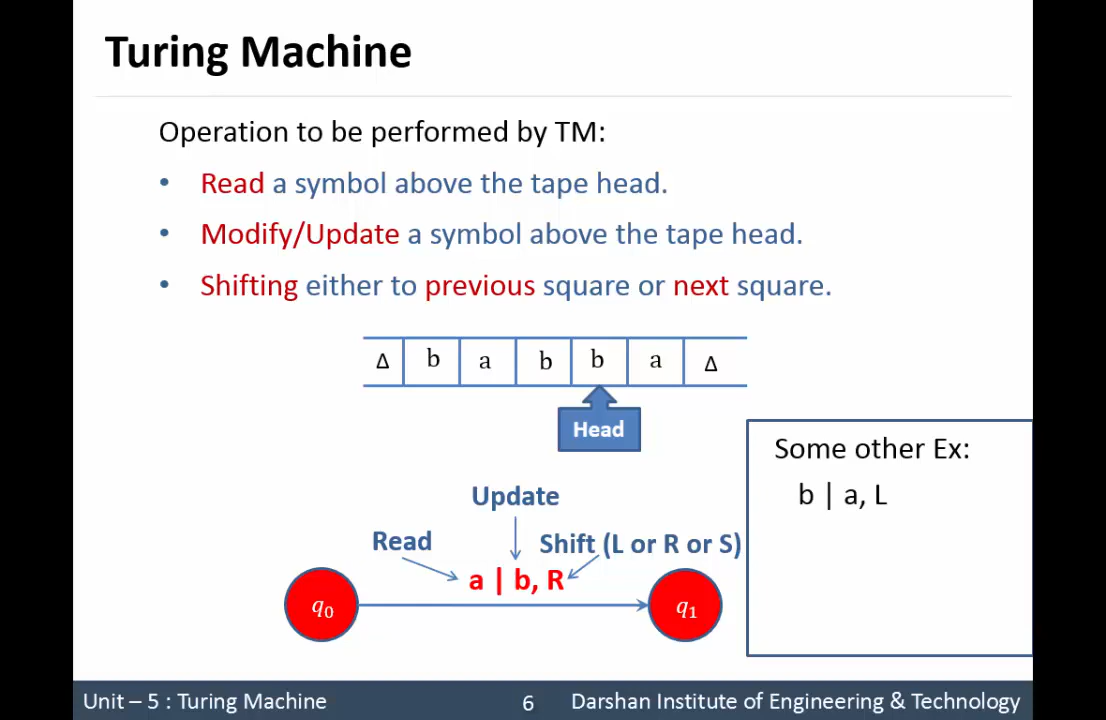 Turing Machine
Operation to be performed by TM:
• Read a symbol above the tape head.
• Modify/Update a symbol above the tape head.
• Shifting either to previous square or next square.
Δ b a b b a Δ
Head
Some other Ex:
b | a, L
Update
Read
Shift (L or R or S)
a | b, R
q₀
q₁
Unit – 5 : Turing Machine 6 Darshan Institute of Engineering & Technology